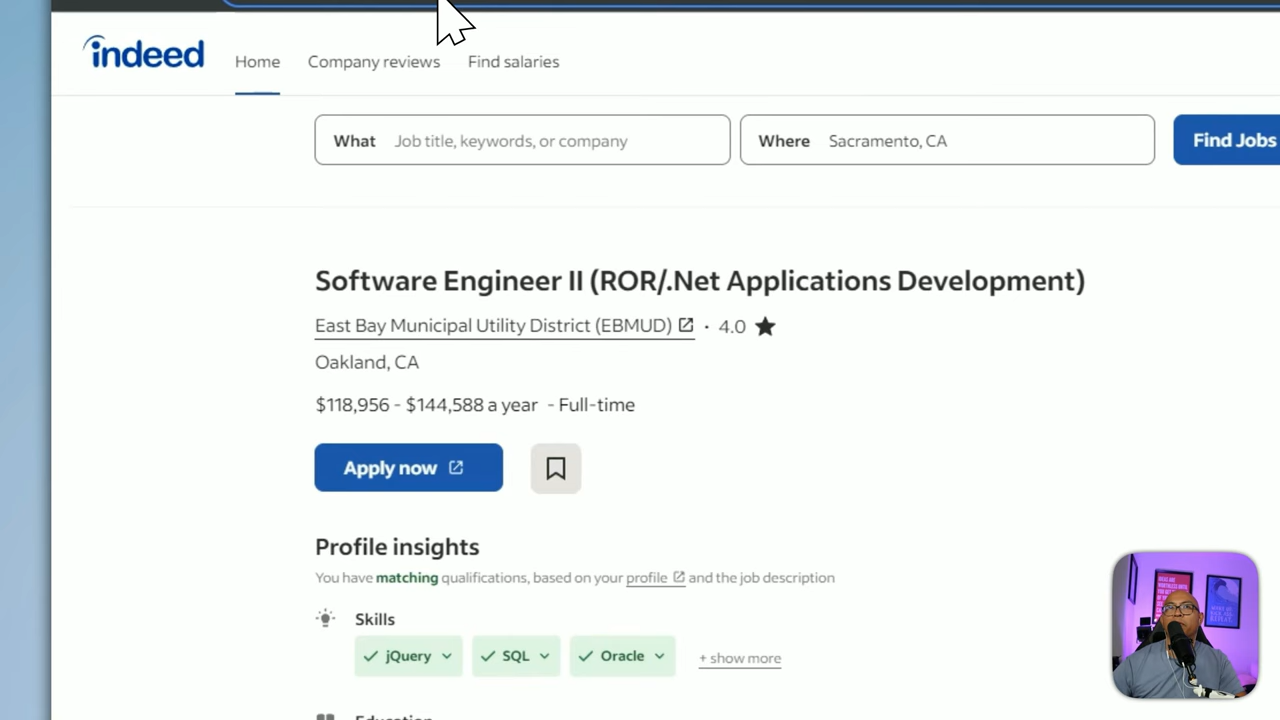 indeed
Home Company reviews Find salaries
What Job title, keywords, or company Where Sacramento, CA Find Jobs
Software Engineer II (ROR/.Net Applications Development)
East Bay Municipal Utility District (EBMUD) · 4.0
Oakland, CA
$118,956 - $144,588 a year - Full-time
Apply now
Profile insights
You have matching qualifications, based on your profile and the job description
Skills
jQuery SQL Oracle + show more
Education